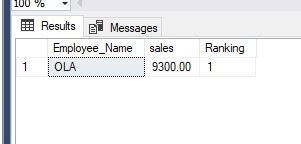 100 %
Results Messages
Employee_Name sales Ranking
1 OLA 9300.00 1